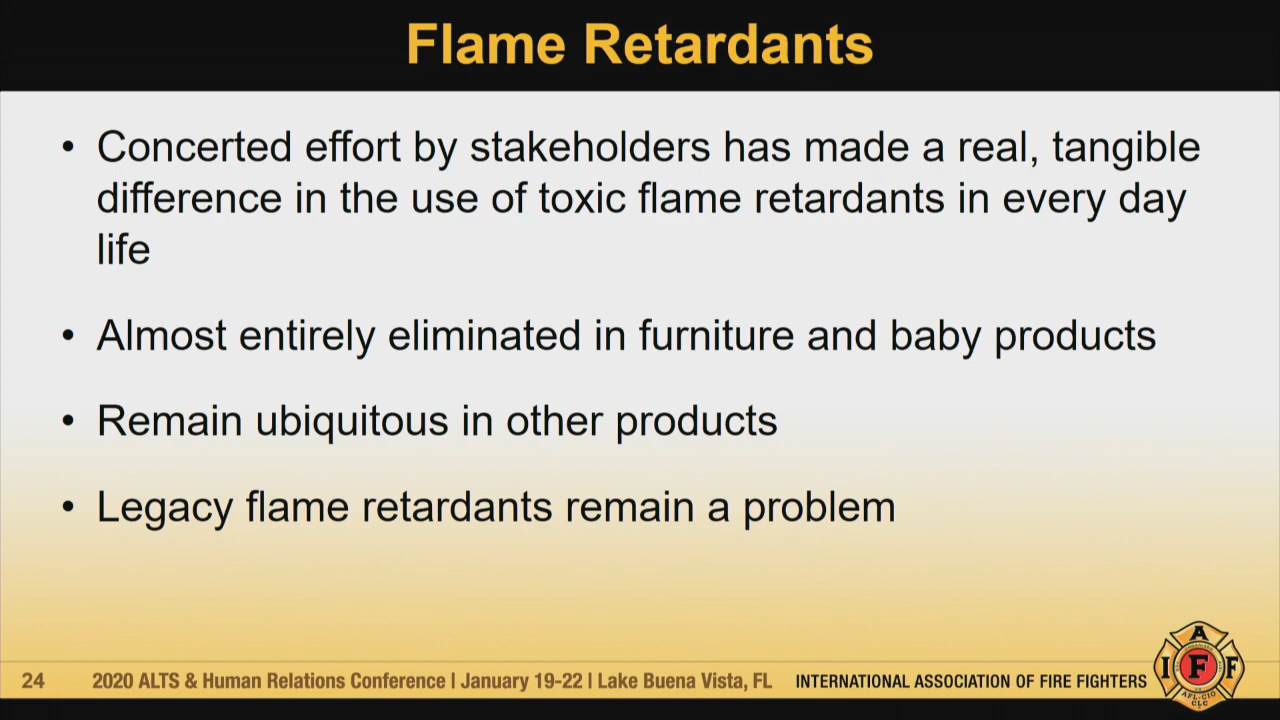 Flame Retardants
• Concerted effort by stakeholders has made a real, tangible
difference in the use of toxic flame retardants in every day
life
• Almost entirely eliminated in furniture and baby products
• Remain ubiquitous in other products
• Legacy flame retardants remain a problem
24 2020 ALTS & Human Relations Conference | January 19-22 | Lake Buena Vista, FL INTERNATIONAL ASSOCIATION OF FIRE FIGHTERS
A
I F F
AFL-CIO
CLC